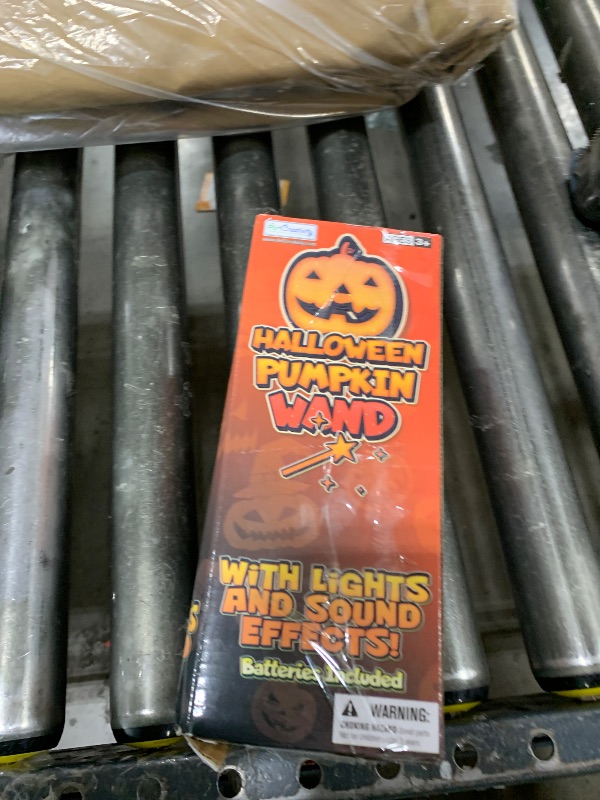 AGES 3+
HALLOWEEN
PUMPKIN
WAND
WiTH LiGHTS
AND SOUND
EFFECTS!
Batteries Included
WARNING:
CHOKING HAZARD